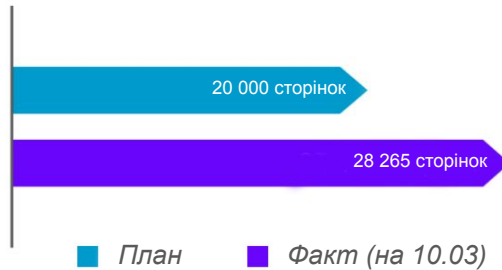 20 000 сторінок
28 265 сторінок
План
Факт (на 10.03)